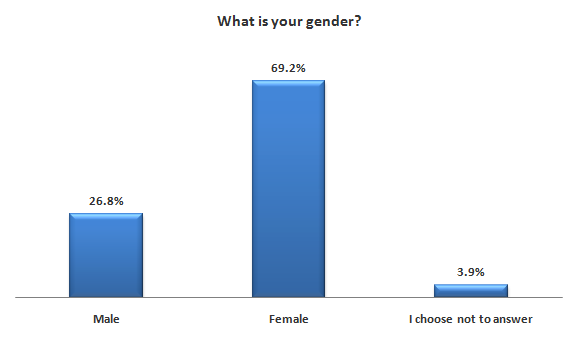 What is your gender?
69.2%
26.8%
3.9%
Male Female I choose not to answer